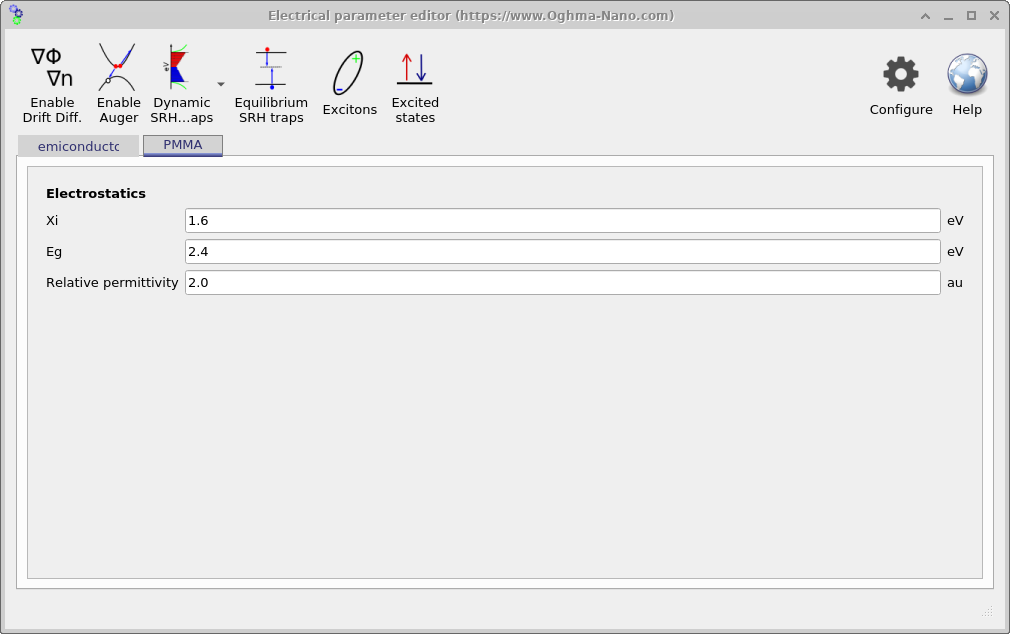 Electrical parameter editor (https://www.Oghma-Nano.com)
∇Φ
∇n
eV
Enable
Drift Diff.
Enable
Auger
Dynamic
SRH...aps
Equilibrium
SRH traps
Excitons
Excited
states
Configure
Help
emiconducto
PMMA
Electrostatics
Xi 1.6 eV
Eg 2.4 eV
Relative permittivity 2.0 au